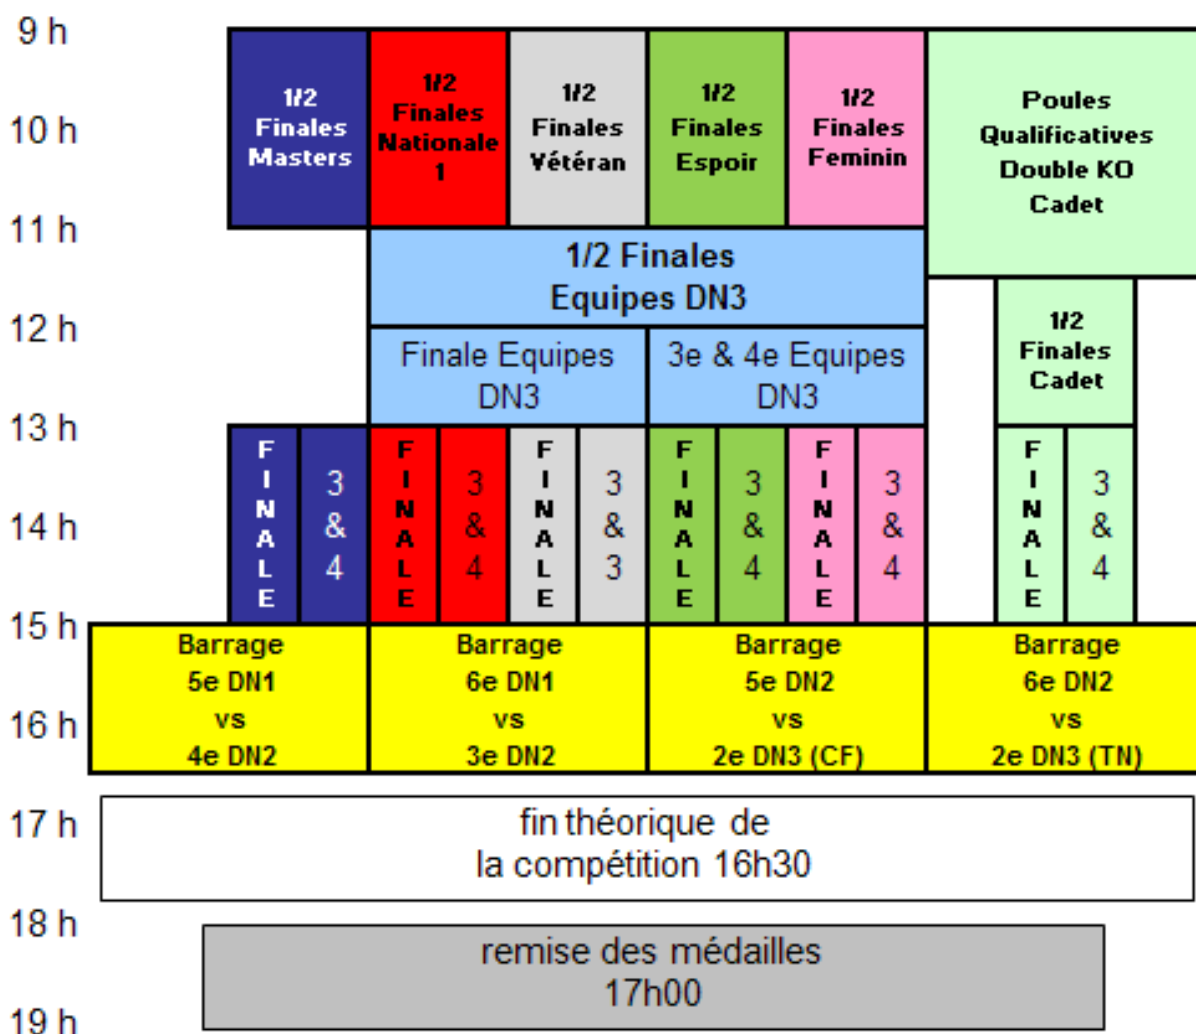 9 h
1/2
Finales
Masters
1/2
Finales
Nationale
1
1/2
Finales
Vétéran
1/2
Finales
Espoir
1/2
Finales
Feminin
Poules
Qualificatives
Double KO
Cadet
10 h
11 h
1/2 Finales
Equipes DN3
1/2
Finales
Cadet
12 h
Finale Equipes
DN3
3e & 4e Equipes
DN3
13 h
FINALE
3
&
4
FINALE
3
&
4
FINALE
3
&
3
FINALE
3
&
4
FINALE
3
&
4
FINALE
3
&
4
14 h
15 h
Barrage
5e DN1
vs
4e DN2
Barrage
6e DN1
vs
3e DN2
Barrage
5e DN2
vs
2e DN3 (CF)
Barrage
6e DN2
vs
2e DN3 (TN)
16 h
17 h
fin théorique de
la compétition 16h30
18 h
remise des médailles
17h00
19 h